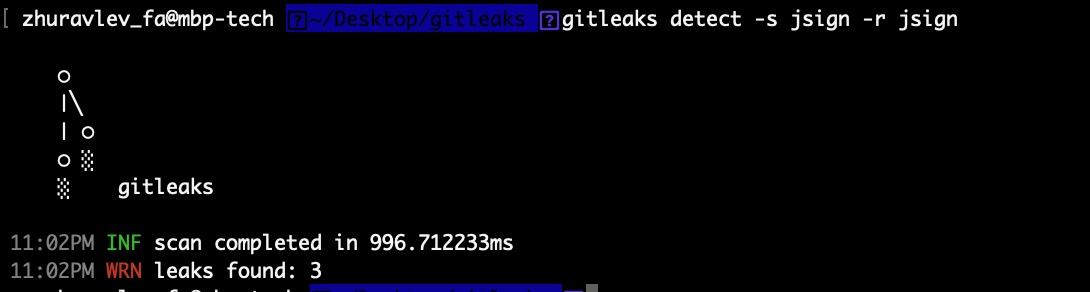 [ zhuravlev_fa@mbp-tech ~/Desktop/gitleaks gitleaks detect -s jsign -r jsign
○
|\
| ○
○ ░
░ gitleaks
11:02PM INF scan completed in 996.712233ms
11:02PM WRN leaks found: 3